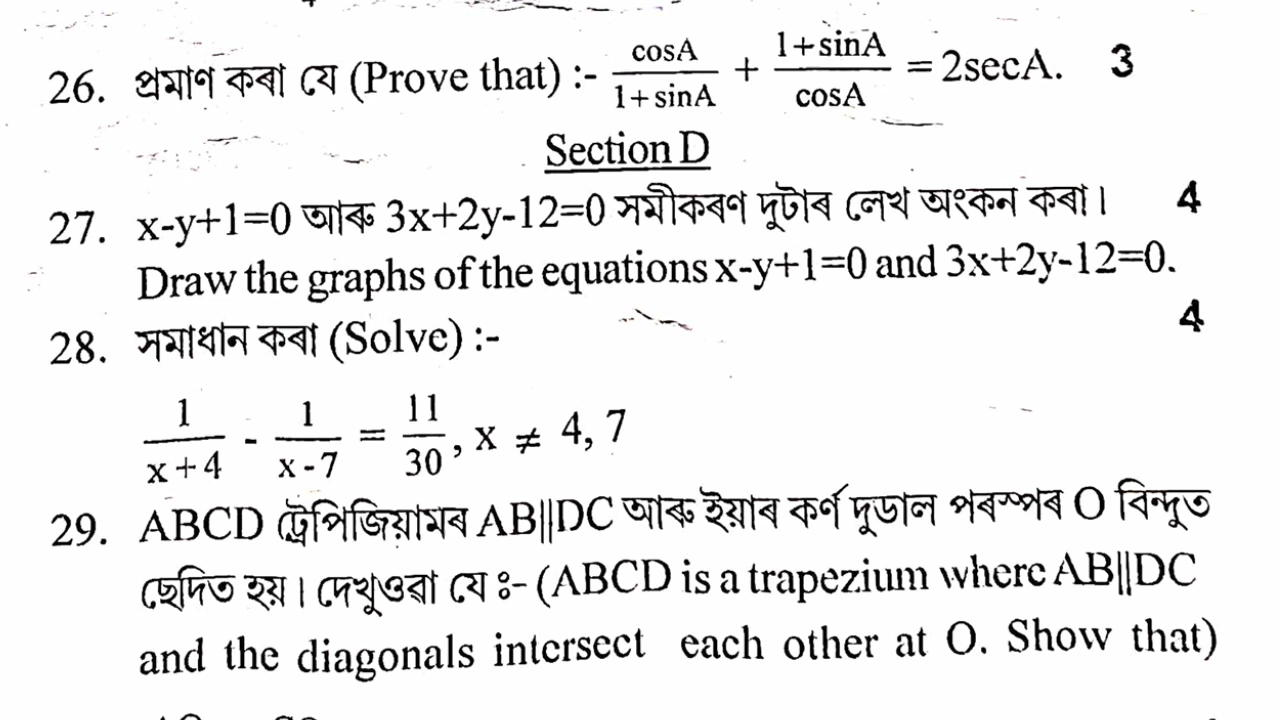 26. প্ৰমাণ কৰা যে (Prove that) :- cosA/1+sinA + 1+sinA/cosA = 2secA. 3
Section D
27. x-y+1=0 আৰু 3x+2y-12=0 সমীকৰণ দুটাৰ লেখ অংকন কৰা। 4
Draw the graphs of the equations x-y+1=0 and 3x+2y-12=0.
4
28. সমাধান কৰা (Solve) :-
1/x+4 - 1/x-7 = 11/30, x ≠ 4, 7
29. ABCD ট্ৰেপিজিয়ামৰ AB||DC আৰু ইয়াৰ কৰ্ণ দুডাল পৰস্পৰ O বিন্দুত
ছেদিত হয়। দেখুওৱা যে ঃ- (ABCD is a trapezium where AB||DC
and the diagonals intersect each other at O. Show that)